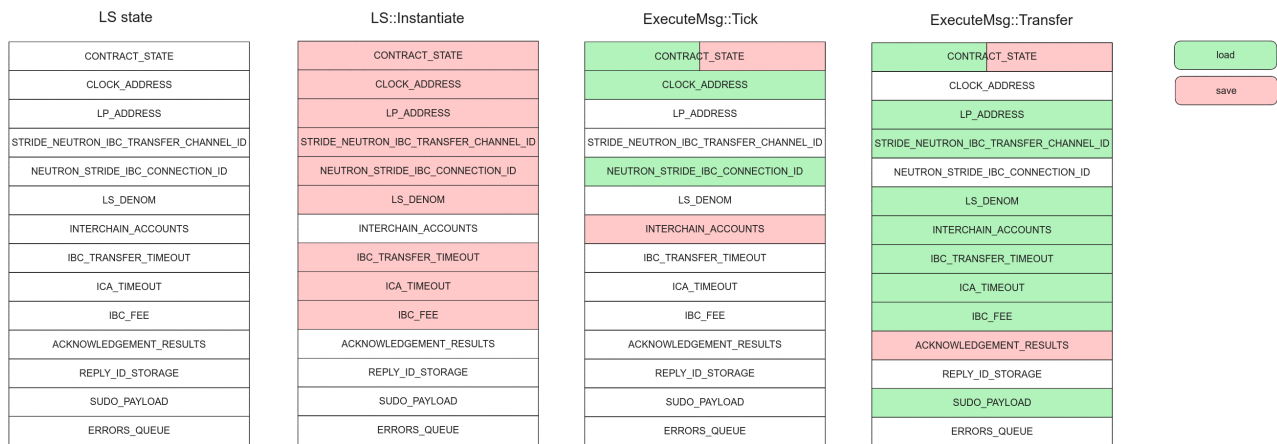 LS state
CONTRACT_STATE
CLOCK_ADDRESS
LP_ADDRESS
STRIDE_NEUTRON_IBC_TRANSFER_CHANNEL_ID
NEUTRON_STRIDE_IBC_CONNECTION_ID
LS_DENOM
INTERCHAIN_ACCOUNTS
IBC_TRANSFER_TIMEOUT
ICA_TIMEOUT
IBC_FEE
ACKNOWLEDGEMENT_RESULTS
REPLY_ID_STORAGE
SUDO_PAYLOAD
ERRORS_QUEUE
LS::Instantiate
CONTRACT_STATE
CLOCK_ADDRESS
LP_ADDRESS
STRIDE_NEUTRON_IBC_TRANSFER_CHANNEL_ID
NEUTRON_STRIDE_IBC_CONNECTION_ID
LS_DENOM
INTERCHAIN_ACCOUNTS
IBC_TRANSFER_TIMEOUT
ICA_TIMEOUT
IBC_FEE
ACKNOWLEDGEMENT_RESULTS
REPLY_ID_STORAGE
SUDO_PAYLOAD
ERRORS_QUEUE
ExecuteMsg::Tick
CONTRACT_STATE
CLOCK_ADDRESS
LP_ADDRESS
STRIDE_NEUTRON_IBC_TRANSFER_CHANNEL_ID
NEUTRON_STRIDE_IBC_CONNECTION_ID
LS_DENOM
INTERCHAIN_ACCOUNTS
IBC_TRANSFER_TIMEOUT
ICA_TIMEOUT
IBC_FEE
ACKNOWLEDGEMENT_RESULTS
REPLY_ID_STORAGE
SUDO_PAYLOAD
ERRORS_QUEUE
ExecuteMsg::Transfer
CONTRACT_STATE
CLOCK_ADDRESS
LP_ADDRESS
STRIDE_NEUTRON_IBC_TRANSFER_CHANNEL_ID
NEUTRON_STRIDE_IBC_CONNECTION_ID
LS_DENOM
INTERCHAIN_ACCOUNTS
IBC_TRANSFER_TIMEOUT
ICA_TIMEOUT
IBC_FEE
ACKNOWLEDGEMENT_RESULTS
REPLY_ID_STORAGE
SUDO_PAYLOAD
ERRORS_QUEUE
load
save